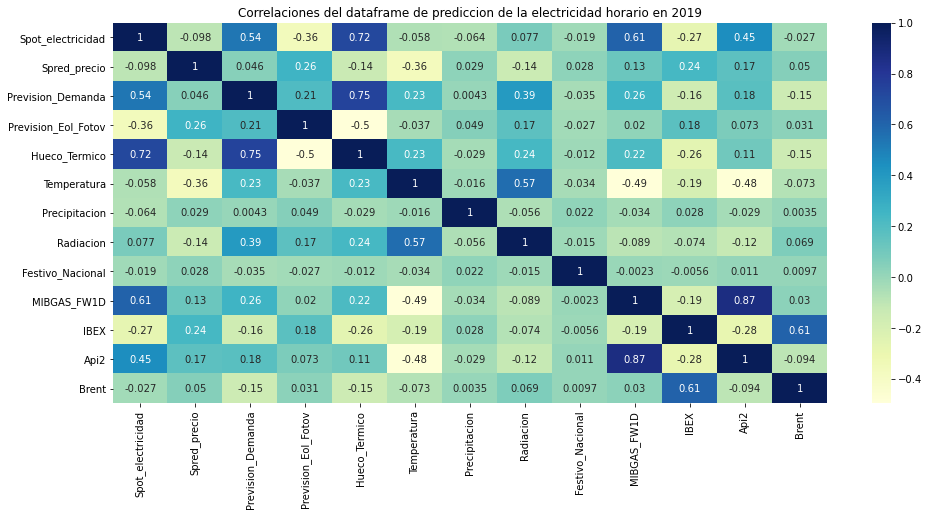 Correlaciones del dataframe de prediccion de la electricidad horario en 2019
Spot_electricidad 1 -0.098 0.54 -0.36 0.72 -0.058 -0.064 0.077 -0.019 0.61 -0.27 0.45 -0.027
Spred_precio -0.098 1 0.046 0.26 -0.14 -0.36 0.029 -0.14 0.028 0.13 0.24 0.17 0.05
Prevision_Demanda 0.54 0.046 1 0.21 0.75 0.23 0.0043 0.39 -0.035 0.26 -0.16 0.18 -0.15
Prevision_Eol_Fotov -0.36 0.26 0.21 1 -0.5 -0.037 0.049 0.17 -0.027 0.02 0.18 0.073 0.031
Hueco_Termico 0.72 -0.14 0.75 -0.5 1 0.23 -0.029 0.24 -0.012 0.22 -0.26 0.11 -0.15
Temperatura -0.058 -0.36 0.23 -0.037 0.23 1 -0.016 0.57 -0.034 -0.49 -0.19 -0.48 -0.073
Precipitacion -0.064 0.029 0.0043 0.049 -0.029 -0.016 1 -0.056 0.022 -0.034 0.028 -0.029 0.0035
Radiacion 0.077 -0.14 0.39 0.17 0.24 0.57 -0.056 1 -0.015 -0.089 -0.074 -0.12 0.069
Festivo_Nacional -0.019 0.028 -0.035 -0.027 -0.012 -0.034 0.022 -0.015 1 -0.0023 -0.0056 0.011 0.0097
MIBGAS_FW1D 0.61 0.13 0.26 0.02 0.22 -0.49 -0.034 -0.089 -0.0023 1 -0.19 0.87 0.03
IBEX -0.27 0.24 -0.16 0.18 -0.26 -0.19 0.028 -0.074 -0.0056 -0.19 1 -0.28 0.61
Api2 0.45 0.17 0.18 0.073 0.11 -0.48 -0.029 -0.12 0.011 0.87 -0.28 1 -0.094
Brent -0.027 0.05 -0.15 0.031 -0.15 -0.073 0.0035 0.069 0.0097 0.03 0.61 -0.094 1
Spot_electricidad
Spred_precio
Prevision_Demanda
Prevision_Eol_Fotov
Hueco_Termico
Temperatura
Precipitacion
Radiacion
Festivo_Nacional
MIBGAS_FW1D
IBEX
Api2
Brent
1.0
0.8
0.6
0.4
0.2
0.0
−0.2
−0.4